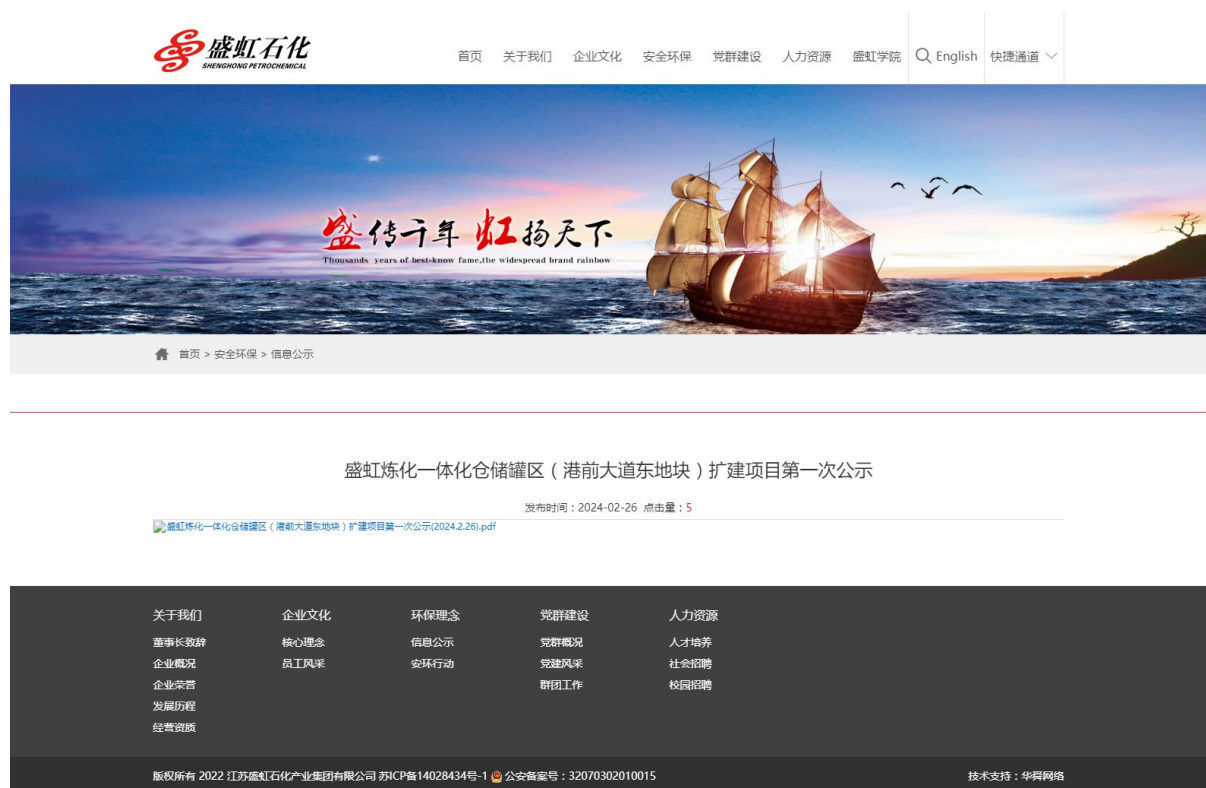 盛虹石化
SHENGHONG PETROCHEMICAL
首页 关于我们 企业文化 安全环保 党群建设 人力资源 盛虹学院 English 快捷通道
盛传千年 虹扬天下
Thousands years of best-know fame,the widespread brand rainbow
首页 > 安全环保 > 信息公示
盛虹炼化一体化仓储罐区（港前大道东地块）扩建项目第一次公示
发布时间：2024-02-26 点击量：5
盛虹炼化一体化仓储罐区（港前大道东地块）扩建项目第一次公示(2024.2.26).pdf
关于我们 企业文化 环保理念 党群建设 人力资源
董事长致辞 核心理念 信息公示 党群概况 人才培养
企业概况 员工风采 安环行动 党建风采 社会招聘
企业荣誉 群团工作 校园招聘
发展历程
经营资质
版权所有 2022 江苏盛虹石化产业集团有限公司 苏ICP备14028434号-1 公安备案号：32070302010015 技术支持：华舜网络